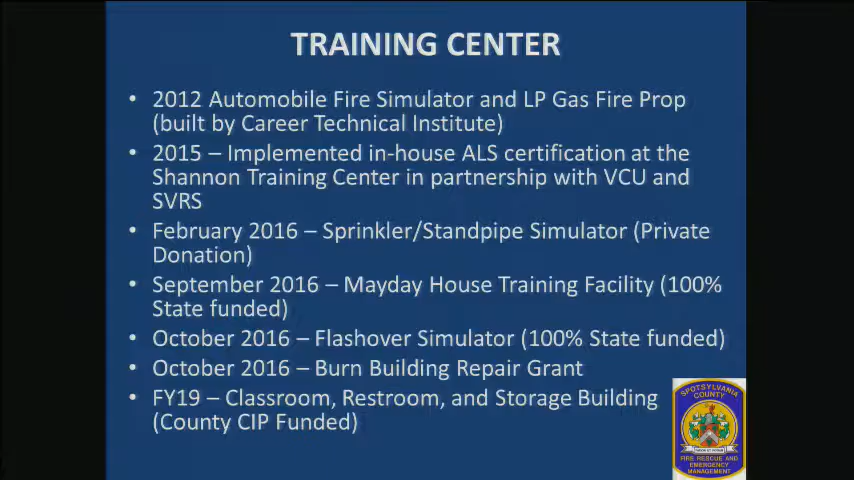 TRAINING CENTER
• 2012 Automobile Fire Simulator and LP Gas Fire Prop
(built by Career Technical Institute)
• 2015 – Implemented in-house ALS certification at the
Shannon Training Center in partnership with VCU and
SVRS
• February 2016 – Sprinkler/Standpipe Simulator (Private
Donation)
• September 2016 – Mayday House Training Facility (100%
State funded)
• October 2016 – Flashover Simulator (100% State funded)
• October 2016 – Burn Building Repair Grant
• FY19 – Classroom, Restroom, and Storage Building
(County CIP Funded)
SPOTSYLVANIA
COUNTY
FIRE RESCUE AND
EMERGENCY
MANAGEMENT